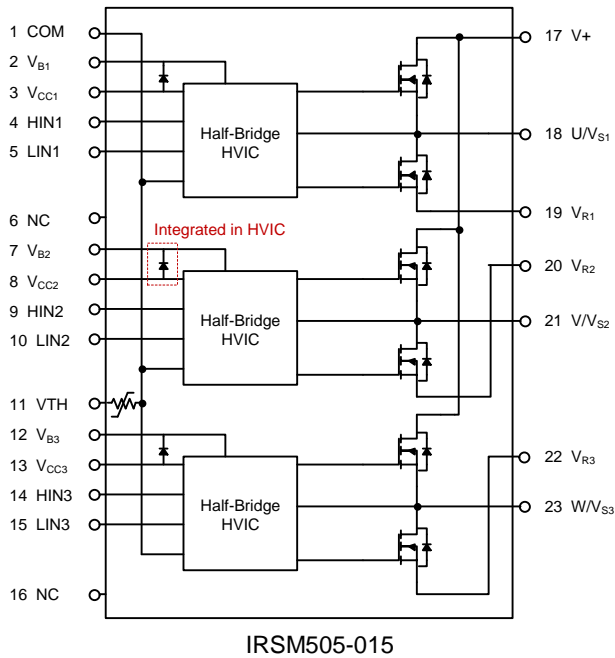 1 COM
2 VB1
3 VCC1
4 HIN1
5 LIN1
6 NC
7 VB2
8 VCC2
9 HIN2
10 LIN2
11 VTH
12 VB3
13 VCC3
14 HIN3
15 LIN3
16 NC
Half-Bridge
HVIC
Integrated in HVIC
Half-Bridge
HVIC
Half-Bridge
HVIC
17 V+
18 U/VS1
19 VR1
20 VR2
21 V/VS2
22 VR3
23 W/VS3
IRSM505-015